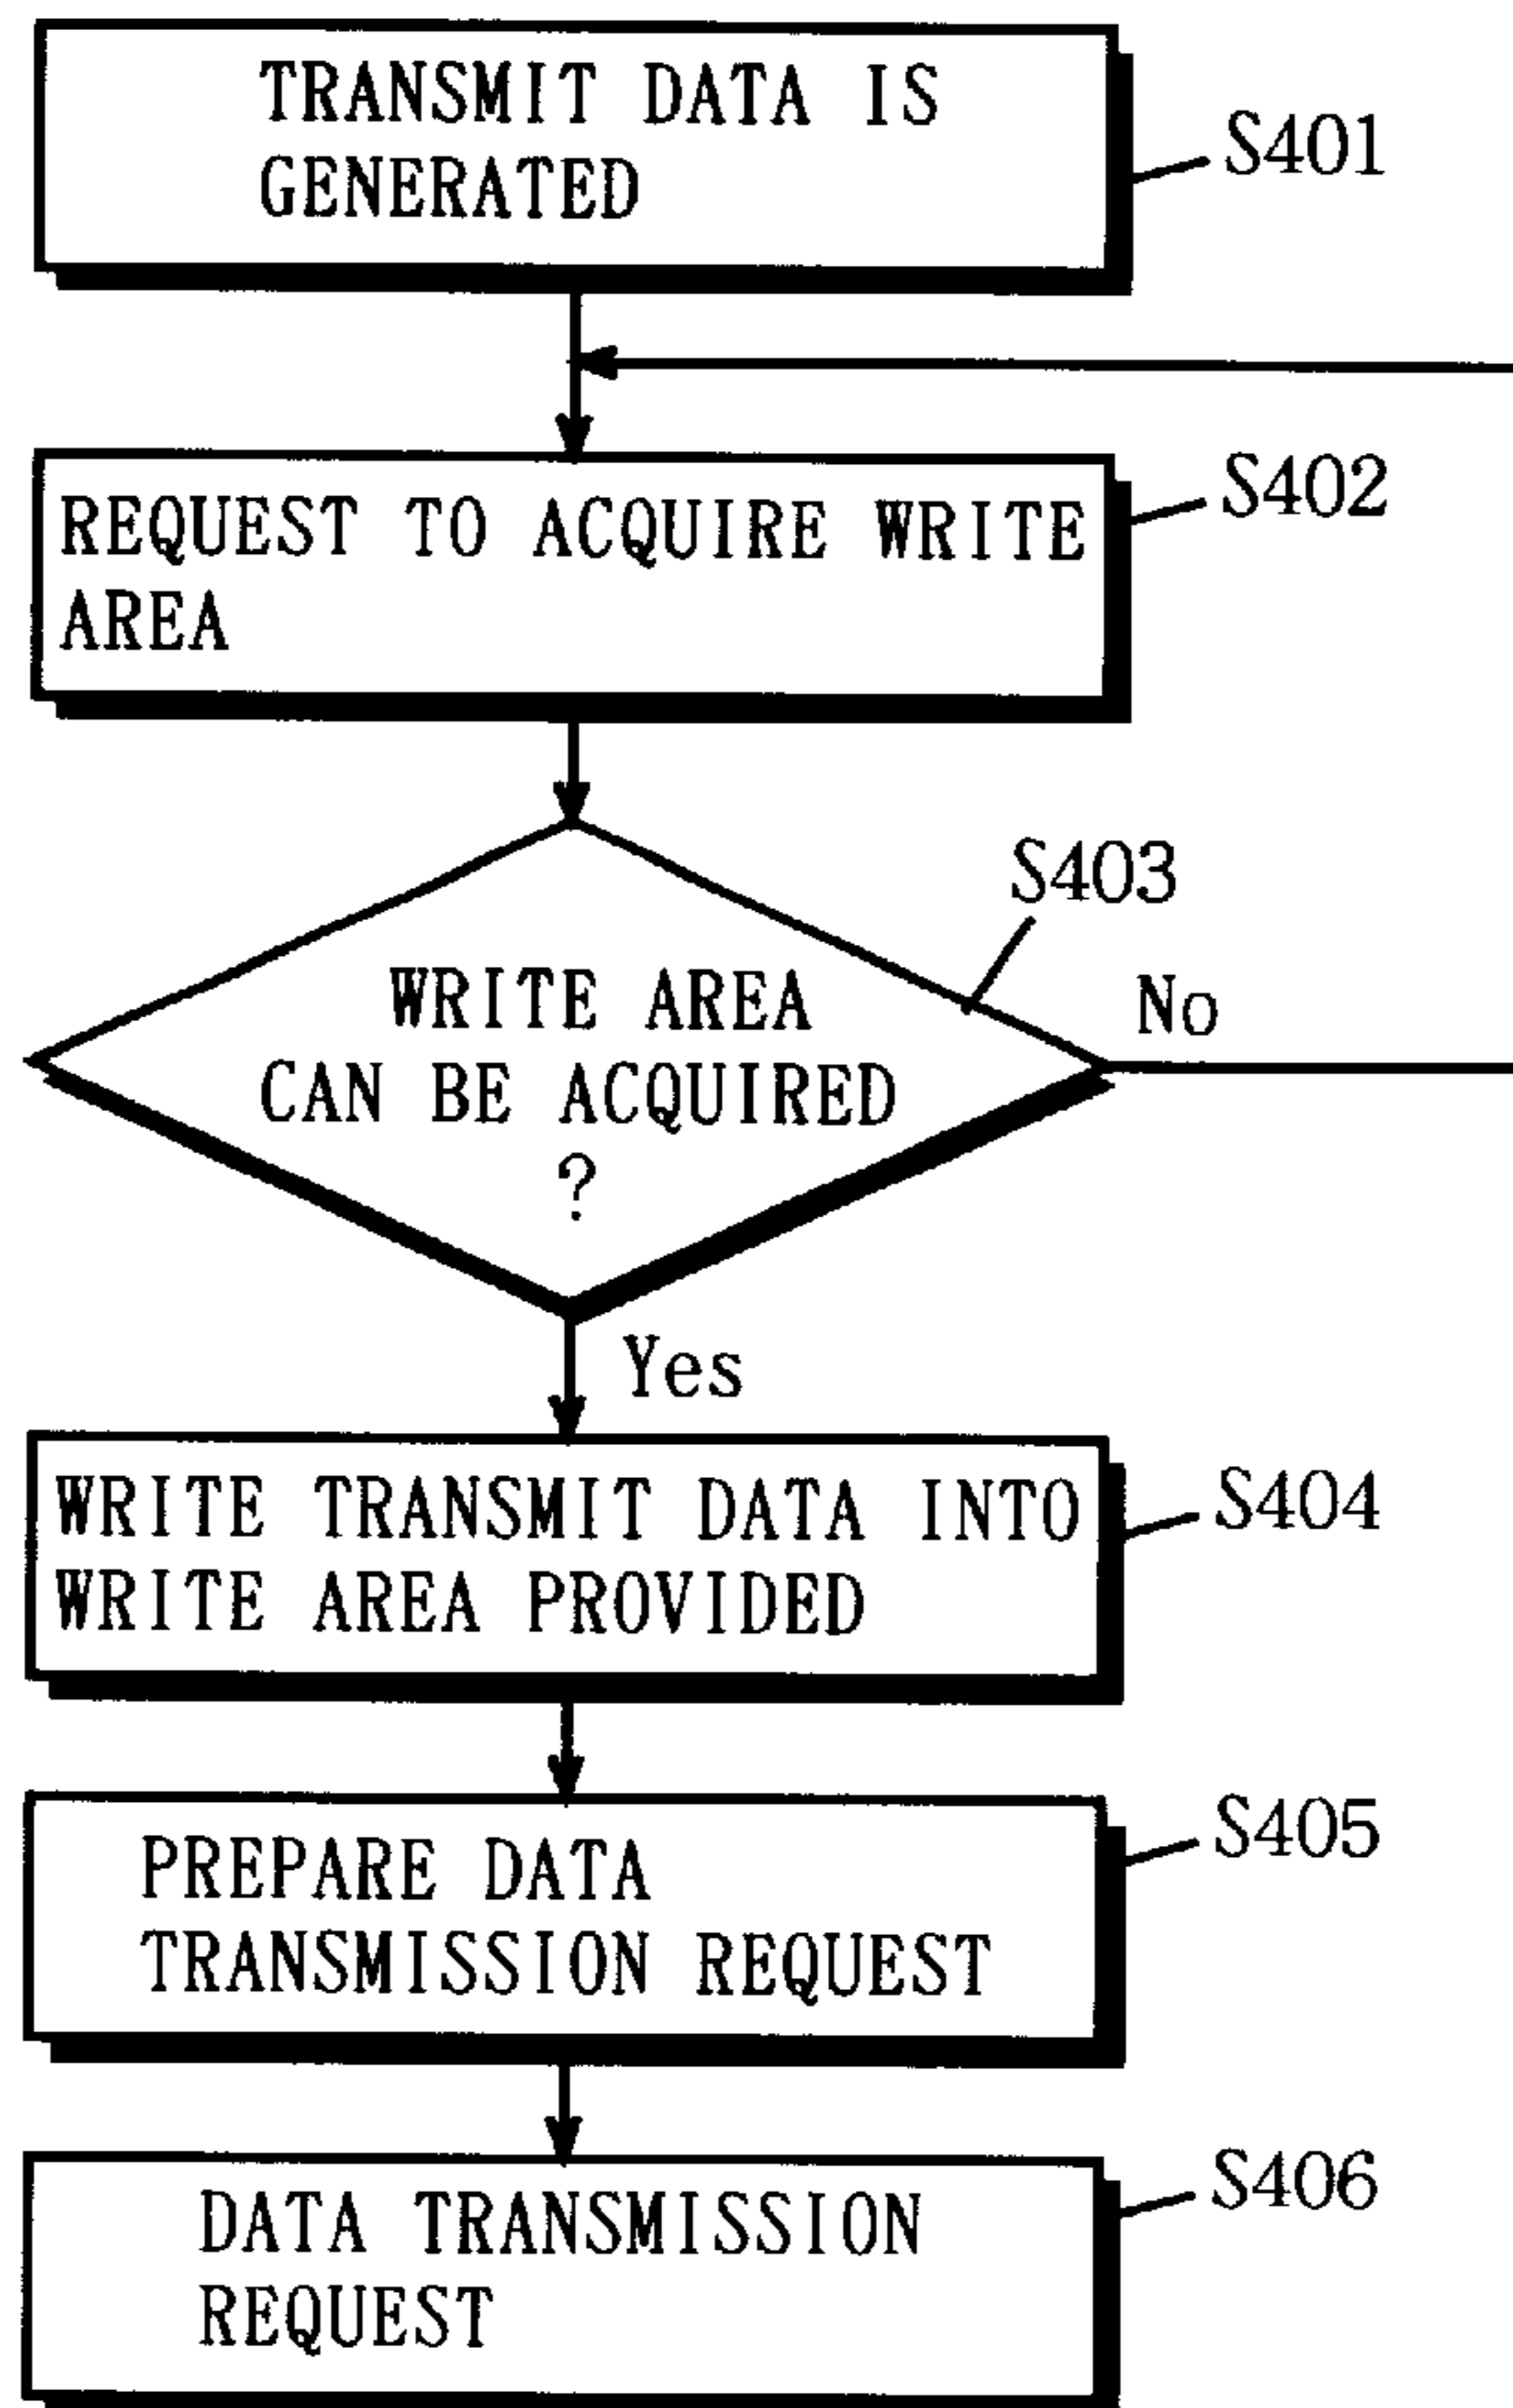 TRANSMIT DATA IS
GENERATED
S401
REQUEST TO ACQUIRE WRITE
AREA
S402
S403
WRITE AREA
CAN BE ACQUIRED
?
No
Yes
WRITE TRANSMIT DATA INTO
WRITE AREA PROVIDED
S404
PREPARE DATA
TRANSMISSION REQUEST
S405
DATA TRANSMISSION
REQUEST
S406